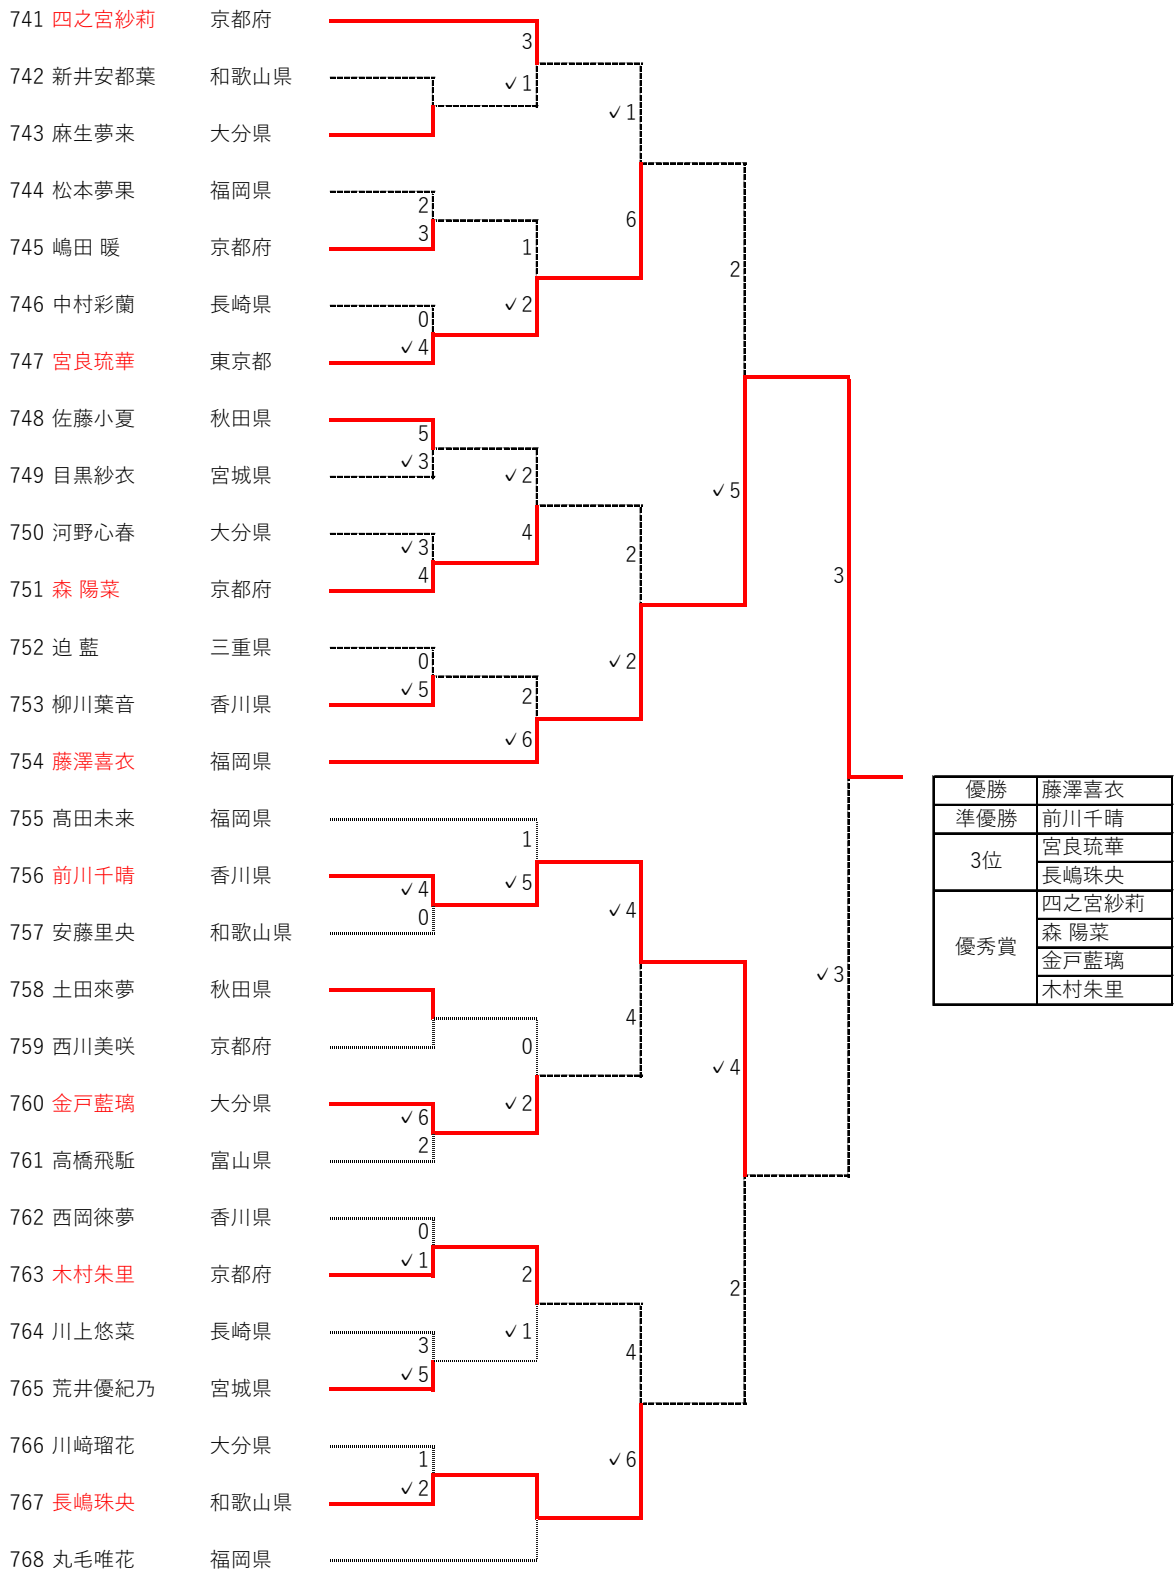 741 四之宮紗莉 京都府
3
742 新井安都葉 和歌山県
✓1
✓1
743 麻生夢来 大分県
744 松本夢果 福岡県
2
6
3
745 嶋田 暖 京都府
1
2
746 中村彩蘭 長崎県
✓2
0
✓4
747 宮良琉華 東京都
748 佐藤小夏 秋田県
5
✓3
749 目黒紗衣 宮城県
✓2
✓5
750 河野心春 大分県
4
✓3
2
4
3
751 森 陽菜 京都府
752 迫 藍 三重県
0
✓2
✓5
753 柳川葉音 香川県
2
✓6
754 藤澤喜衣 福岡県
755 髙田未来 福岡県
1
756 前川千晴 香川県
✓4
✓5
0
✓4
757 安藤里央 和歌山県
✓3
758 土田來夢 秋田県
4
759 西川美咲 京都府
0
✓4
760 金戸藍璃 大分県
✓6
✓2
2
761 高橋飛駈 富山県
762 西岡徠夢 香川県
0
✓1
763 木村朱里 京都府
2
2
764 川上悠菜 長崎県
✓1
3
4
✓5
765 荒井優紀乃 宮城県
766 川﨑瑠花 大分県
1
✓6
✓2
767 長嶋珠央 和歌山県
768 丸毛唯花 福岡県
優勝 藤澤喜衣
準優勝 前川千晴
3位 宮良琉華
長嶋珠央
優秀賞 四之宮紗莉
森 陽菜
金戸藍璃
木村朱里